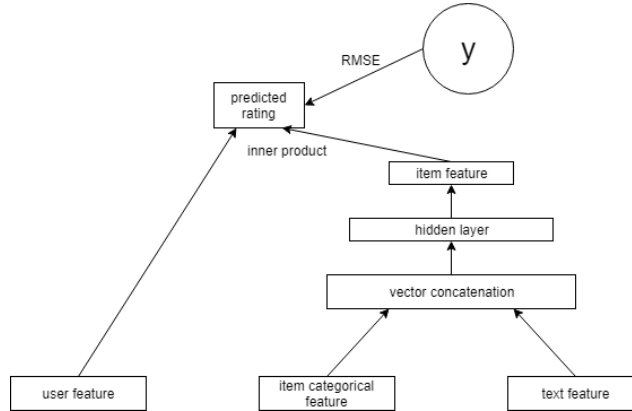 y
RMSE
predicted
rating
inner product
item feature
hidden layer
vector concatenation
user feature
item categorical
feature
text feature